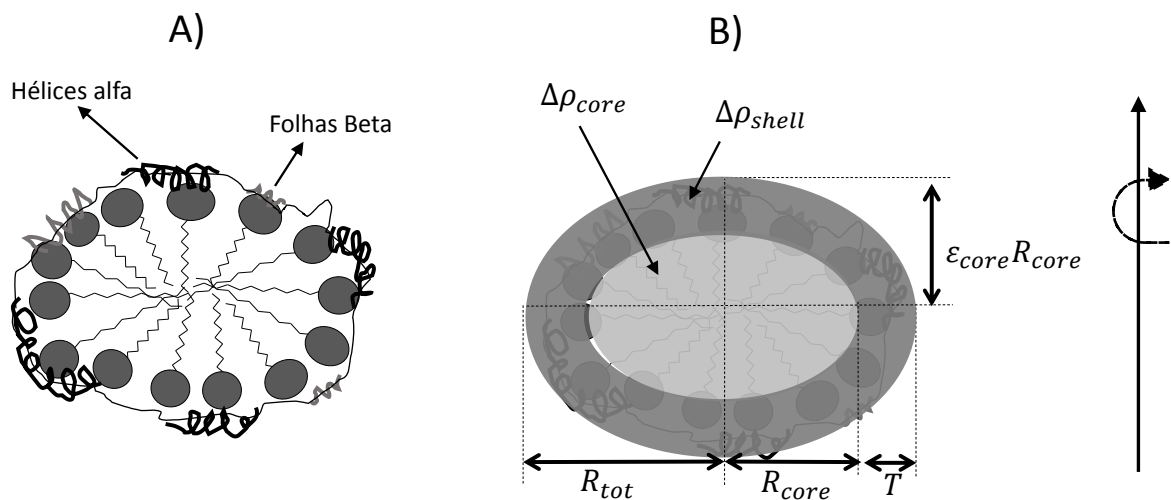 A)
Hélices alfa
Folhas Beta
B)
Δρcore
Δρshell
εcoreRcore
Rtot
Rcore
T